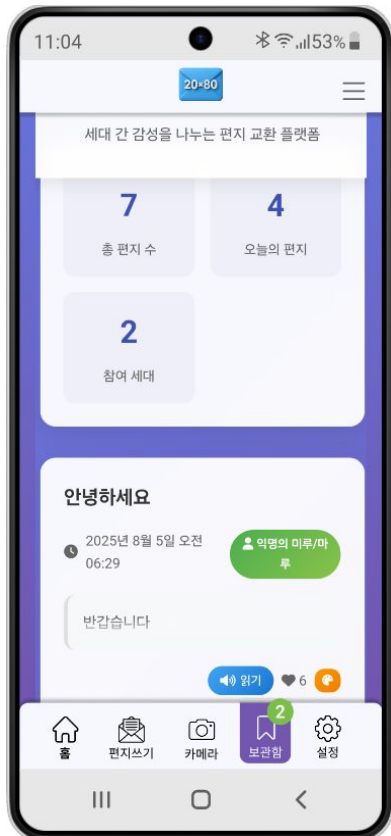 11:04
53%
20×80
세대 간 감성을 나누는 편지 교환 플랫폼
7
4
총 편지 수
오늘의 편지
2
참여 세대
안녕하세요
2025년 8월 5일 오전
06:29
익명의 미루/마
루
반갑습니다
읽기
6
2
홈
편지쓰기
카메라
보관함
설정